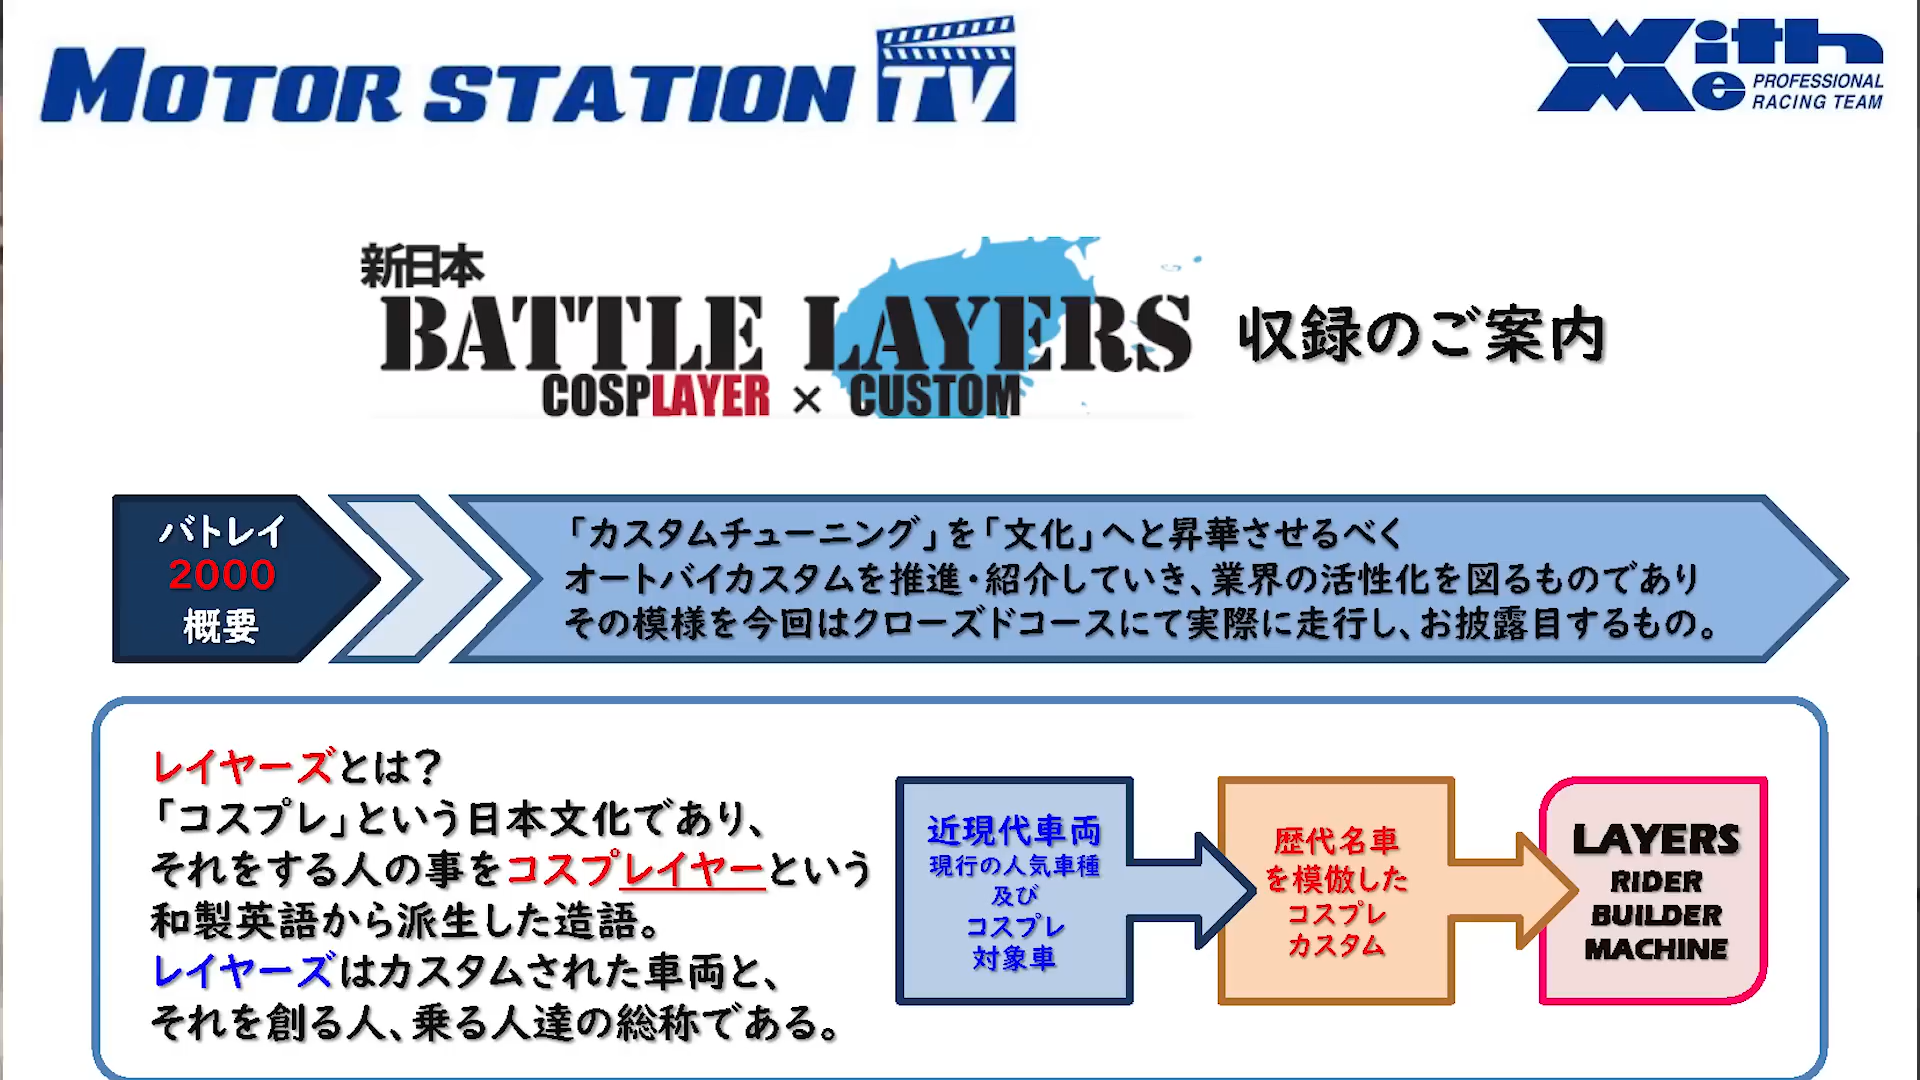 MOTOR STATION TV
With Me PROFESSIONAL RACING TEAM
新日本
BATTLE LAYERS
COSPLAYER × CUSTOM
収録のご案内
バトレイ
2000
概要
「カスタムチューニング」を「文化」へと昇華させるべく
オートバイカスタムを推進・紹介していき、業界の活性化を図るものであり
その模様を今回はクローズドコースにて実際に走行し、お披露目するもの。
レイヤーズとは？
「コスプレ」という日本文化であり、
それをする人の事をコスプレイヤーという
和製英語から派生した造語。
レイヤーズはカスタムされた車両と、
それを創る人、乗る人達の総称である。
近現代車両
現行の人気車種
及び
コスプレ
対象車
歴代名車
を模倣した
コスプレ
カスタム
LAYERS
RIDER
BUILDER
MACHINE